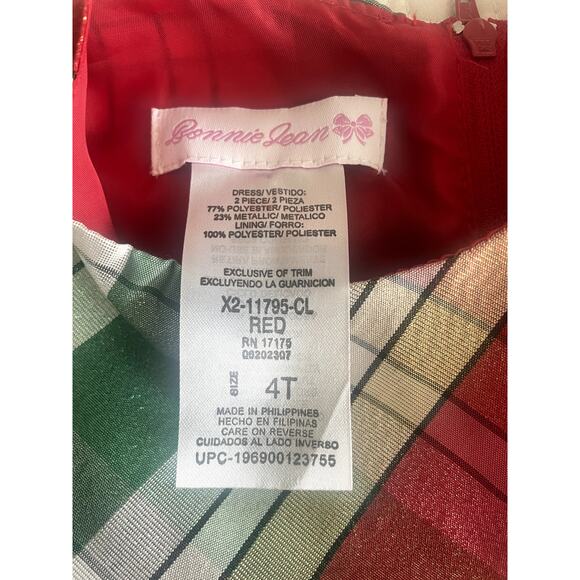 Bonnie Jean
DRESS/ VESTIDO:
2 PIECE/ 2 PIEZA
77% POLYESTER/ POLIESTER
23% METALLIC/ METALICO
LINING/ FORRO:
100% POLYESTER/ POLIESTER
EXCLUSIVE OF TRIM
EXCLUYENDO LA GUARNICION
X2-11795-CL
RED
RN 17175
Q0202307
SIZE 4T
MADE IN PHILIPPINES
HECHO EN FILIPINAS
CARE ON REVERSE
CUIDADOS AL LADO INVERSO
UPC-196900123755